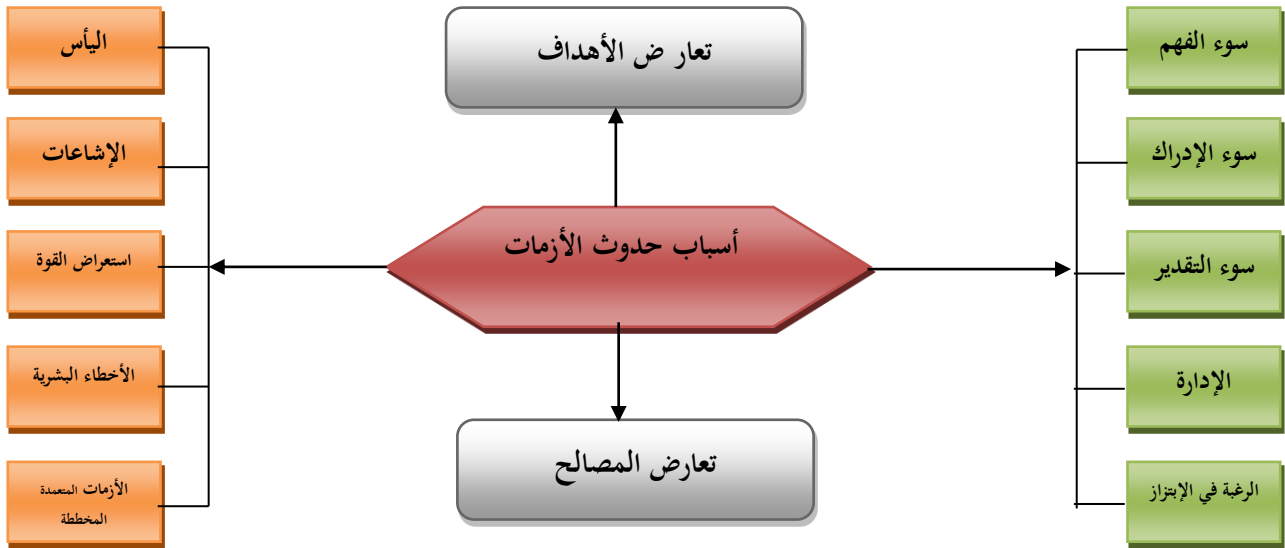 تعار ض الأهداف
سوء الفهم
سوء الإدراك
سوء التقدير
الإدارة
الرغبة في الإبتزاز
أسباب حدوث الأزمات
اليأس
الإشاعات
استعراض القوة
الأخطاء البشرية
الأزمات المتعمدة
المخططة
تعارض المصالح